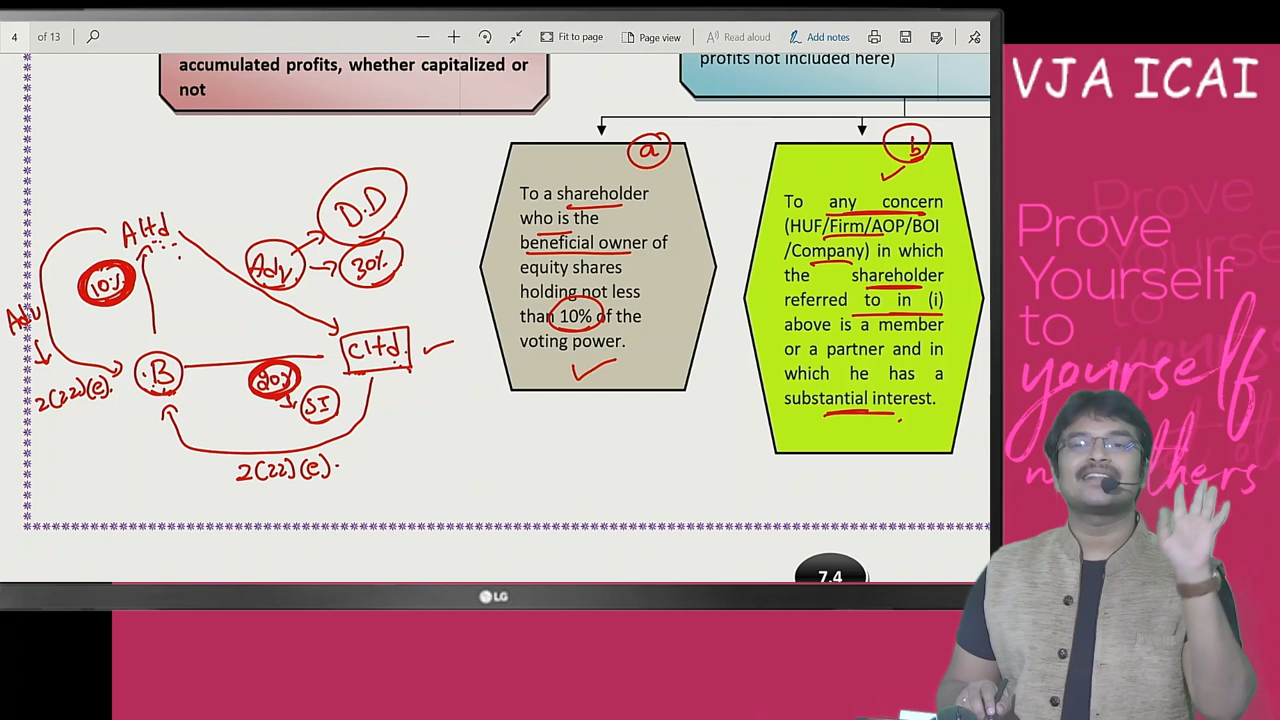 4 of 13 Fit to page Page view Read aloud Add notes
accumulated profits, whether capitalized or
not
profits not included here)
a
b
To a shareholder
who is the
beneficial owner of
equity shares
holding not less
than 10% of the
voting power.
To any concern
(HUF/Firm/AOP/BOI
/Company) in which
the shareholder
referred to in (i)
above is a member
or a partner and in
which he has a
substantial interest.
A ltd
10%
Adv
2(22)(e).
B
20%
SI
C ltd.
2(22)(e).
Adv
D.D
30%
7.4
LG
VJA ICAI
Prove
Yourself
to
yourself
others